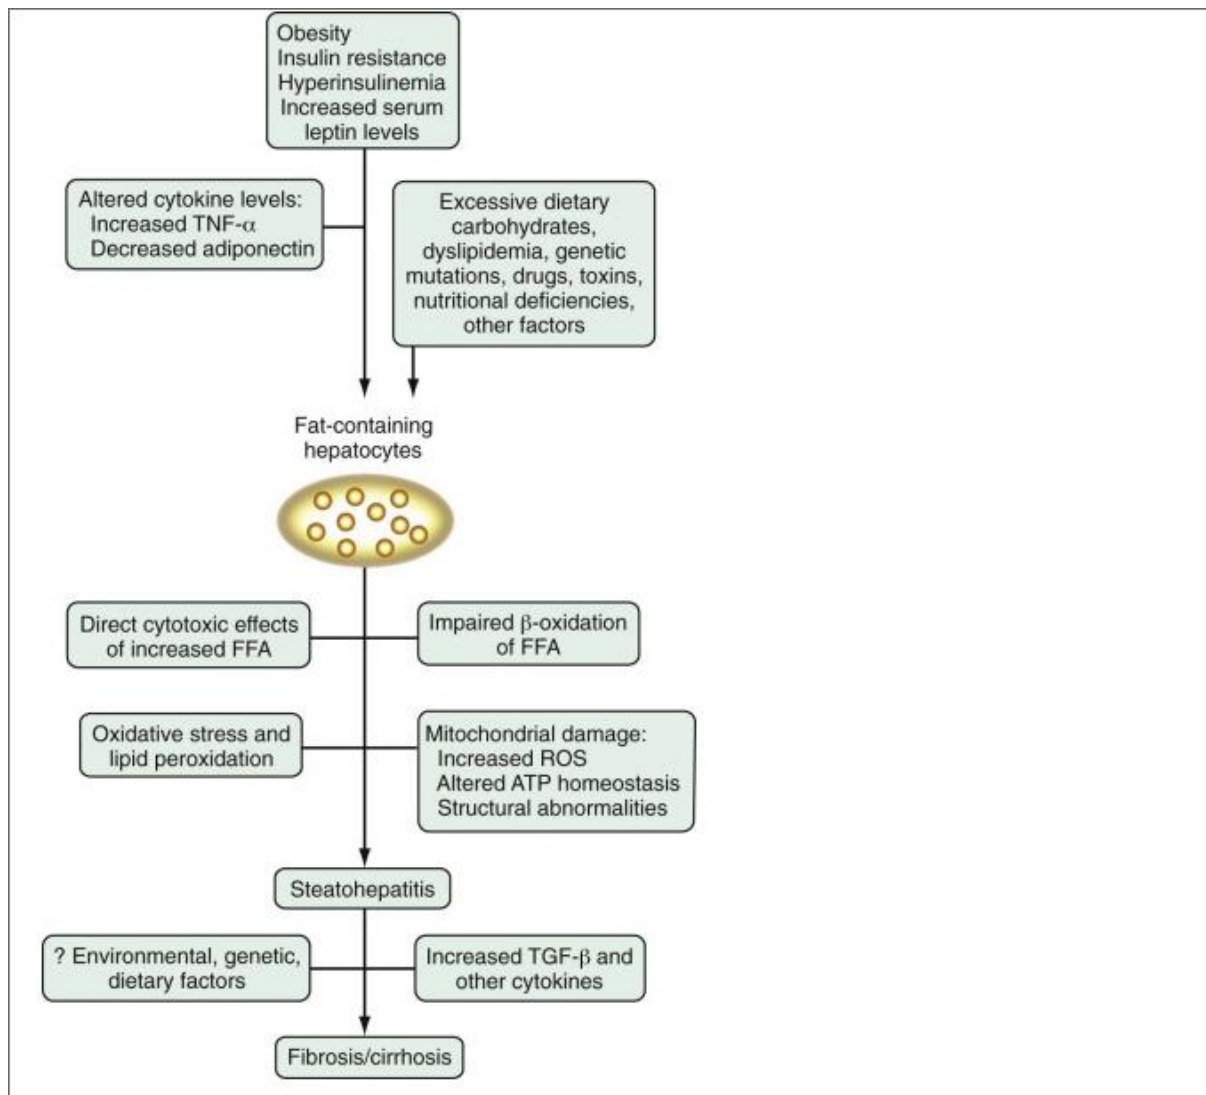 Obesity
Insulin resistance
Hyperinsulinemia
Increased serum
leptin levels
Altered cytokine levels:
Increased TNF-α
Decreased adiponectin
Excessive dietary
carbohydrates,
dyslipidemia, genetic
mutations, drugs, toxins,
nutritional deficiencies,
other factors
Fat-containing
hepatocytes
Direct cytotoxic effects
of increased FFA
Impaired β-oxidation
of FFA
Oxidative stress and
lipid peroxidation
Mitochondrial damage:
Increased ROS
Altered ATP homeostasis
Structural abnormalities
Steatohepatitis
? Environmental, genetic,
dietary factors
Increased TGF-β and
other cytokines
Fibrosis/cirrhosis